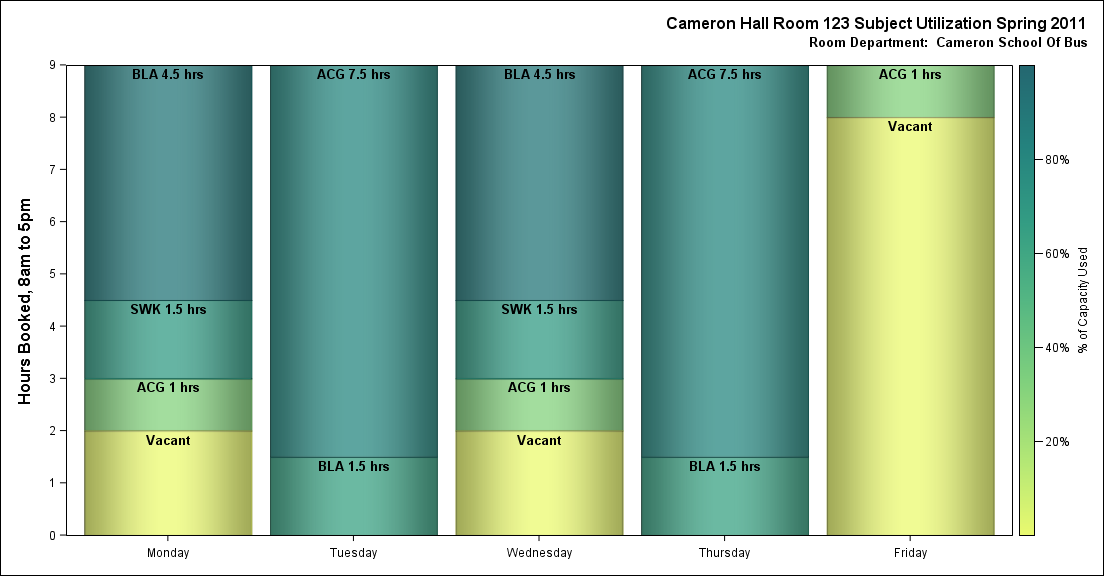 Cameron Hall Room 123 Subject Utilization Spring 2011
Room Department:  Cameron School Of Bus
Hours Booked, 8am to 5pm
9
8
7
6
5
4
3
2
1
0
BLA 4.5 hrs
SWK 1.5 hrs
ACG 1 hrs
Vacant
ACG 7.5 hrs
BLA 1.5 hrs
BLA 4.5 hrs
SWK 1.5 hrs
ACG 1 hrs
Vacant
ACG 7.5 hrs
BLA 1.5 hrs
ACG 1 hrs
Vacant
Monday
Tuesday
Wednesday
Thursday
Friday
80%
60%
40%
20%
% of Capacity Used